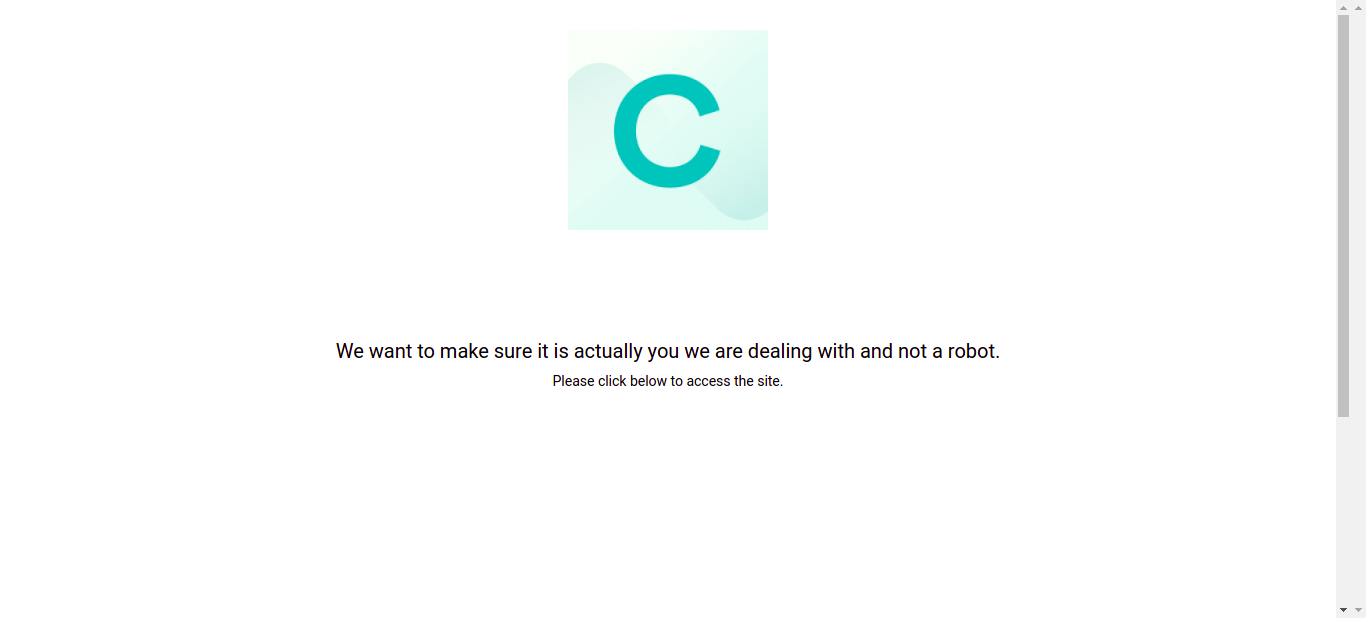 C
We want to make sure it is actually you we are dealing with and not a robot.
Please click below to access the site.